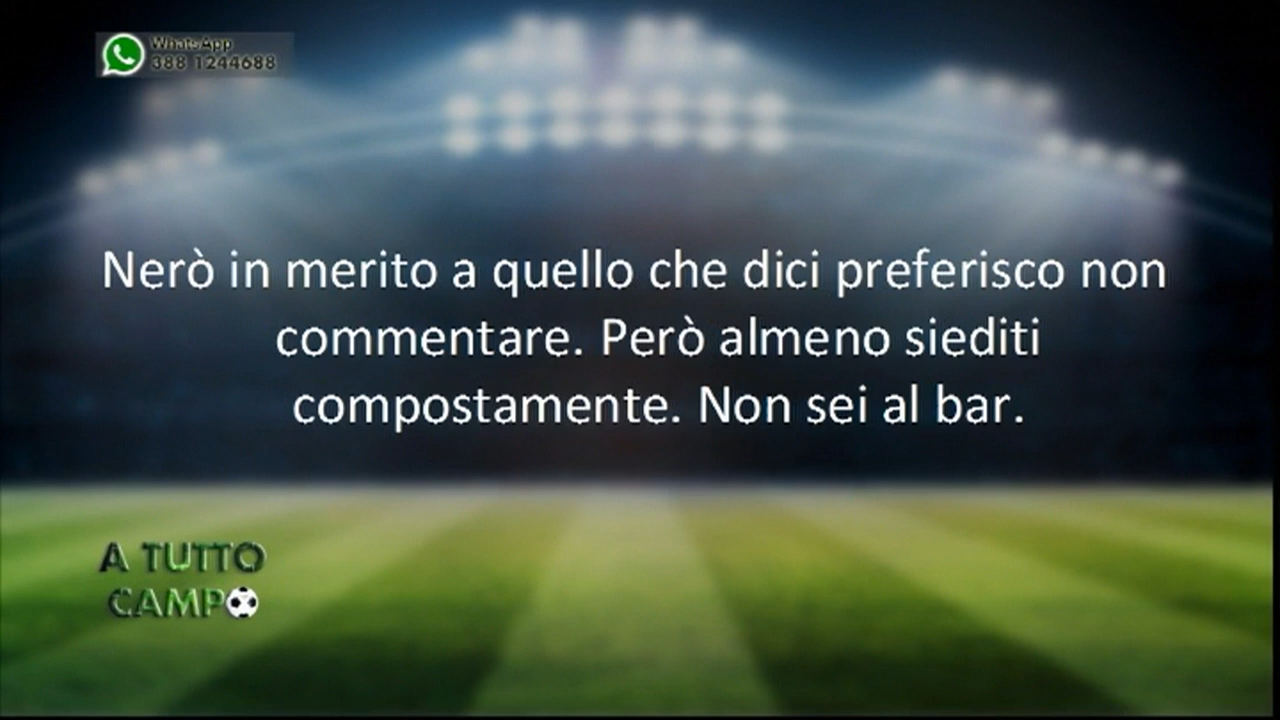 WhatsApp
388 1244688
Nerò in merito a quello che dici preferisco non
commentare. Però almeno siediti
compostamente. Non sei al bar.
A TUTTO
CAMPO